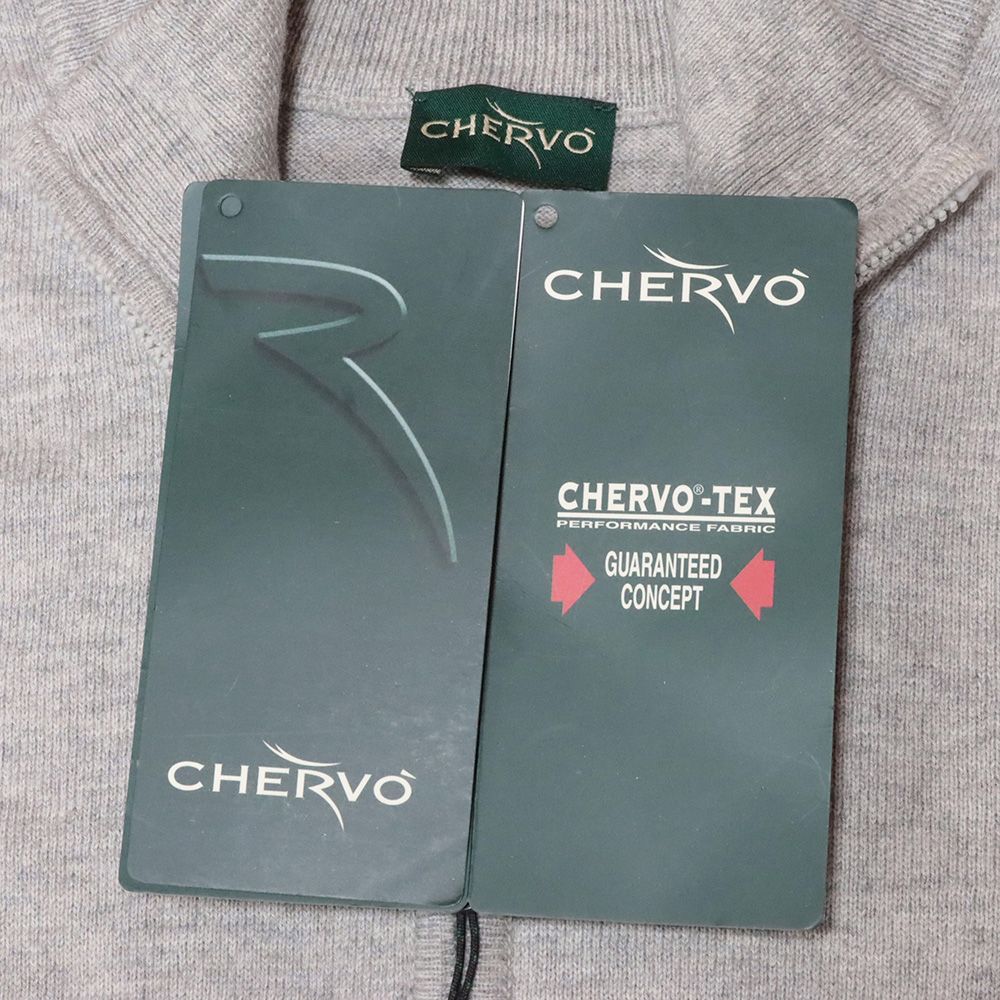 CHERVÒ
CHERVÒ
CHERVO®-TEX
PERFORMANCE FABRIC
GUARANTEED
CONCEPT
R
CHERVÒ